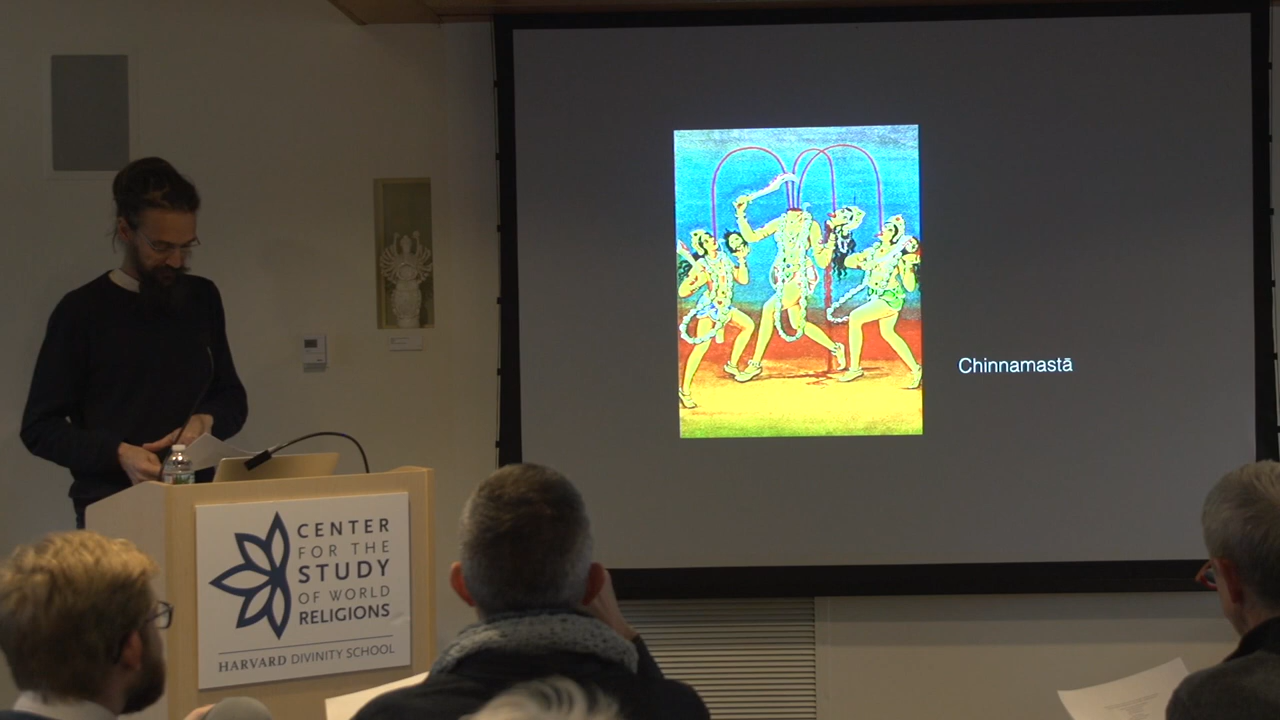 Chinnamastā
CENTER
FOR THE
STUDY
OF WORLD
RELIGIONS
HARVARD DIVINITY SCHOOL